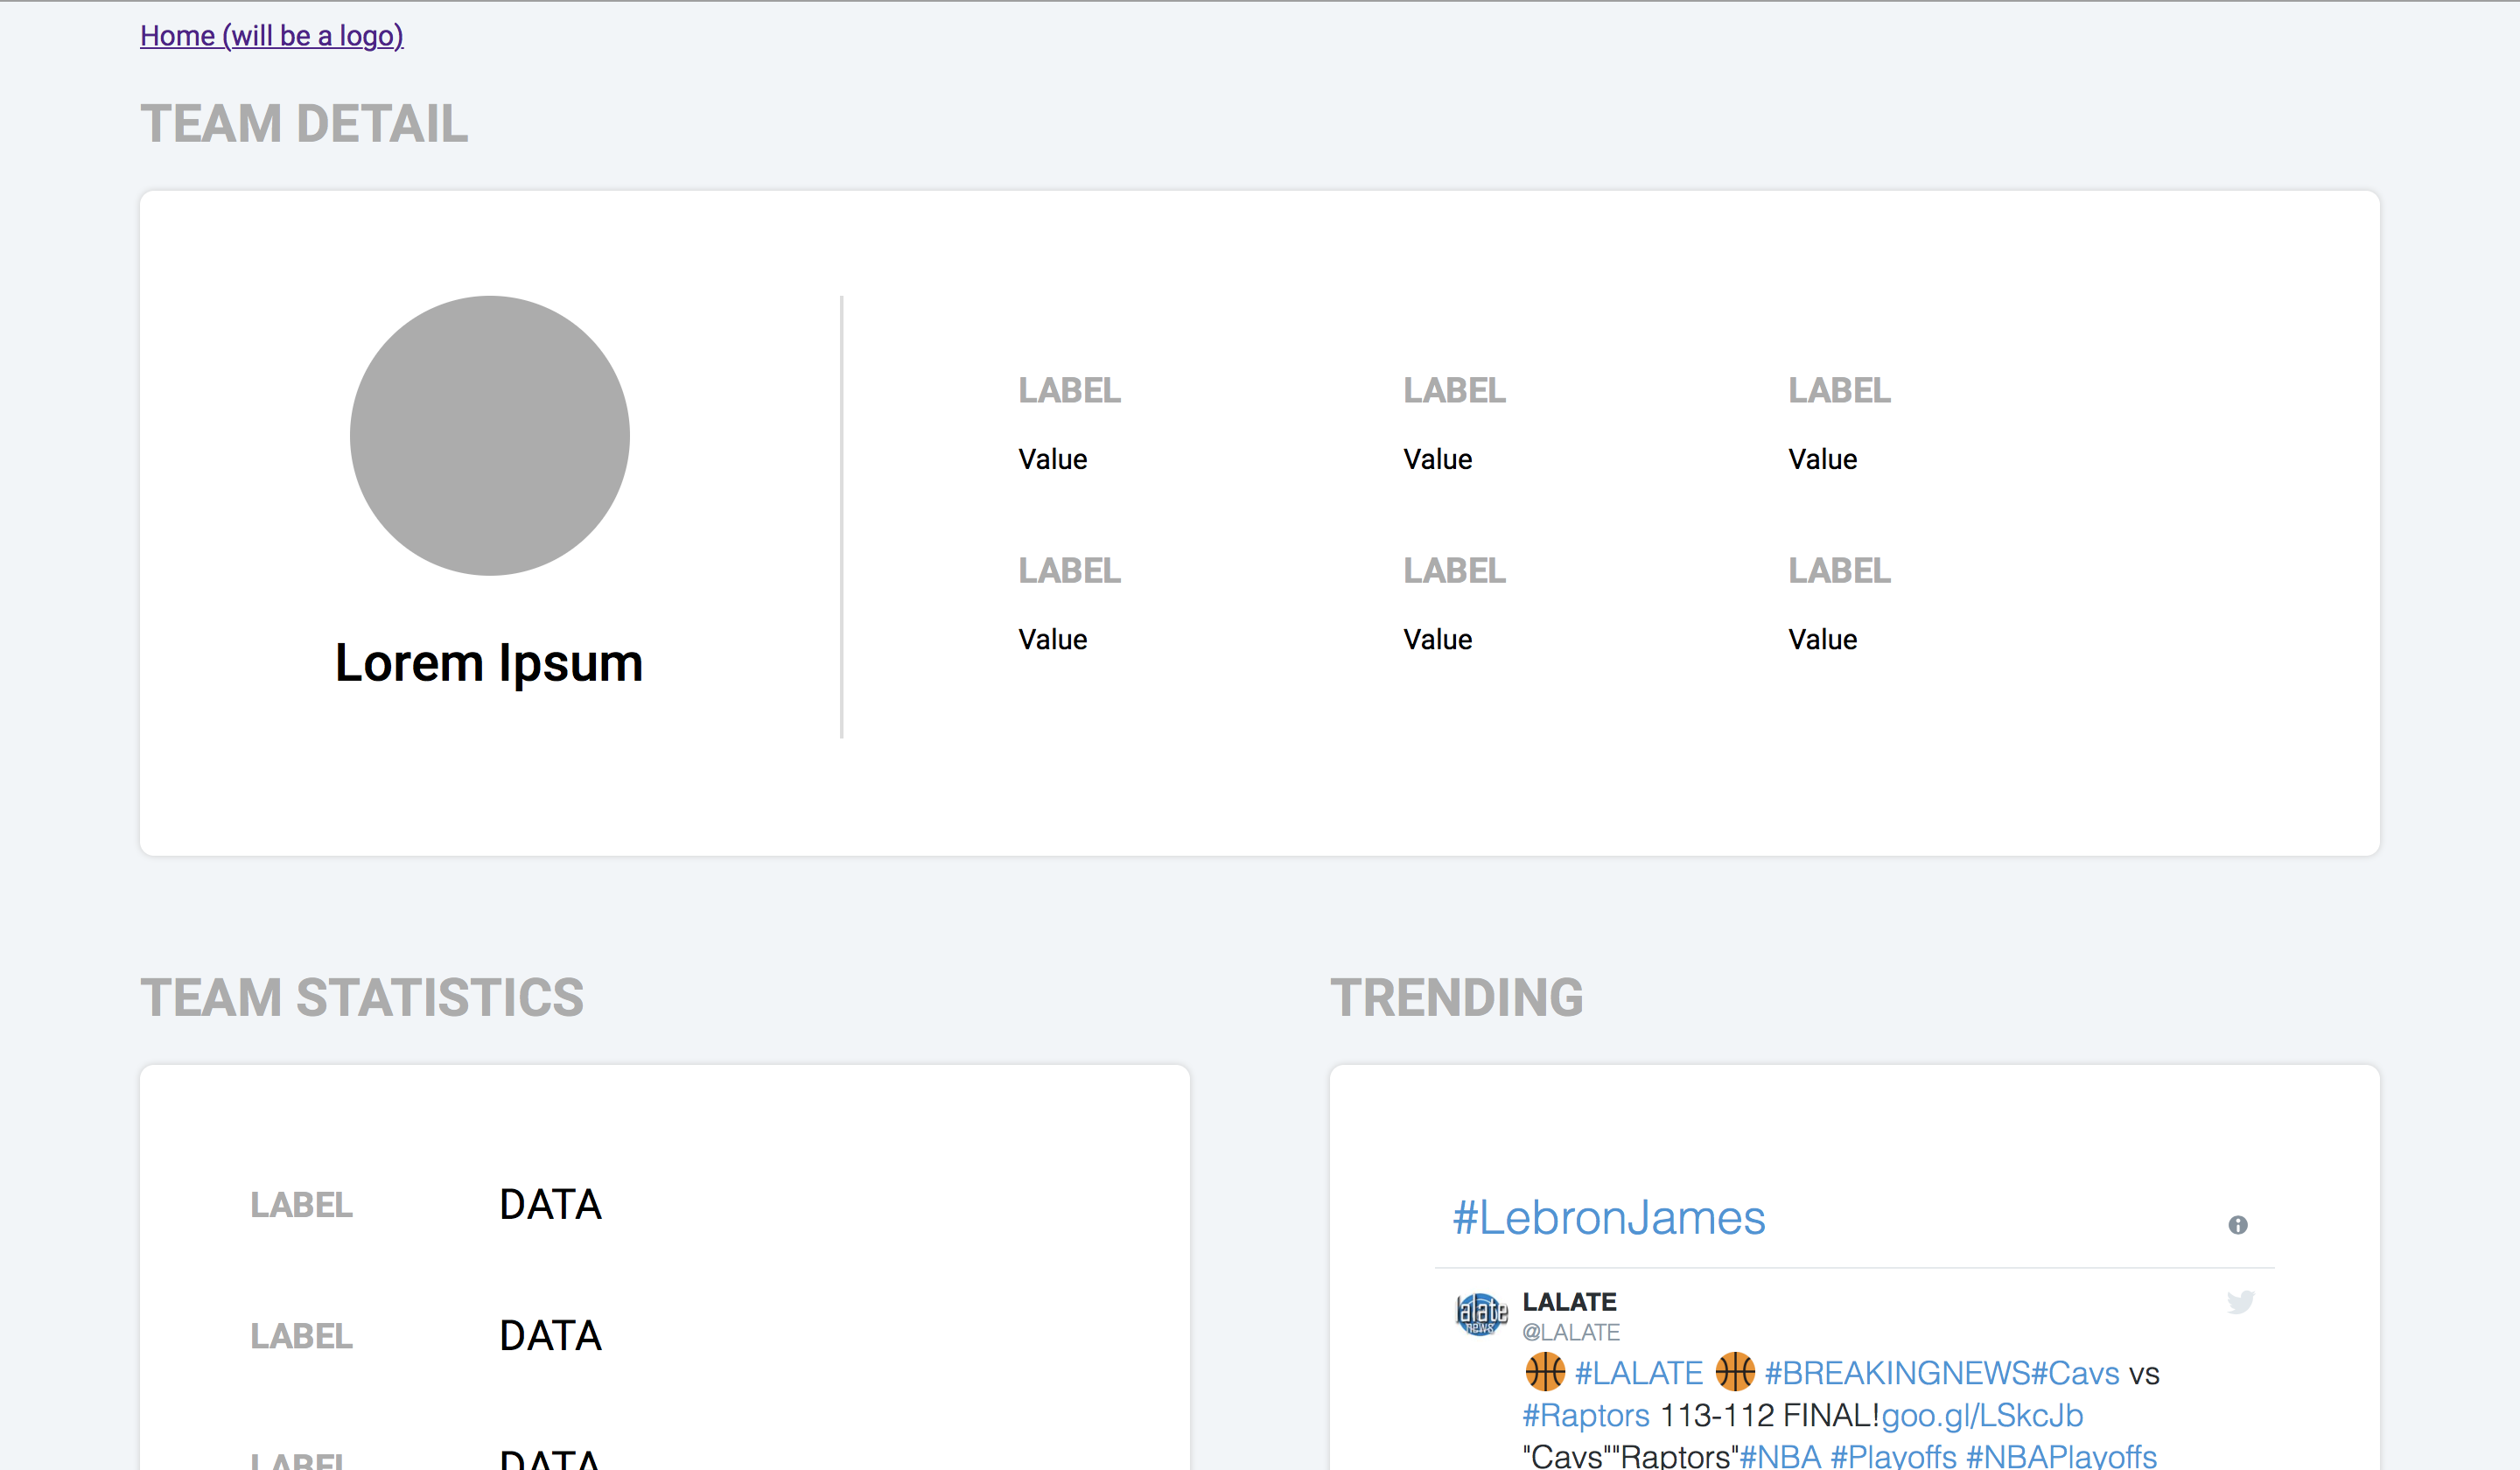 Home (will be a logo)
TEAM DETAIL
LABEL LABEL LABEL
Value Value Value
LABEL LABEL LABEL
Value Value Value
Lorem Ipsum
TEAM STATISTICS
LABEL DATA
LABEL DATA
LABEL DATA
TRENDING
#LebronJames
lalate
news
LALATE
@LALATE
#LALATE #BREAKINGNEWS#Cavs vs
#Raptors 113-112 FINAL!goo.gl/LSkcJb
"Cavs""Raptors"#NBA #Playoffs #NBAPlayoffs